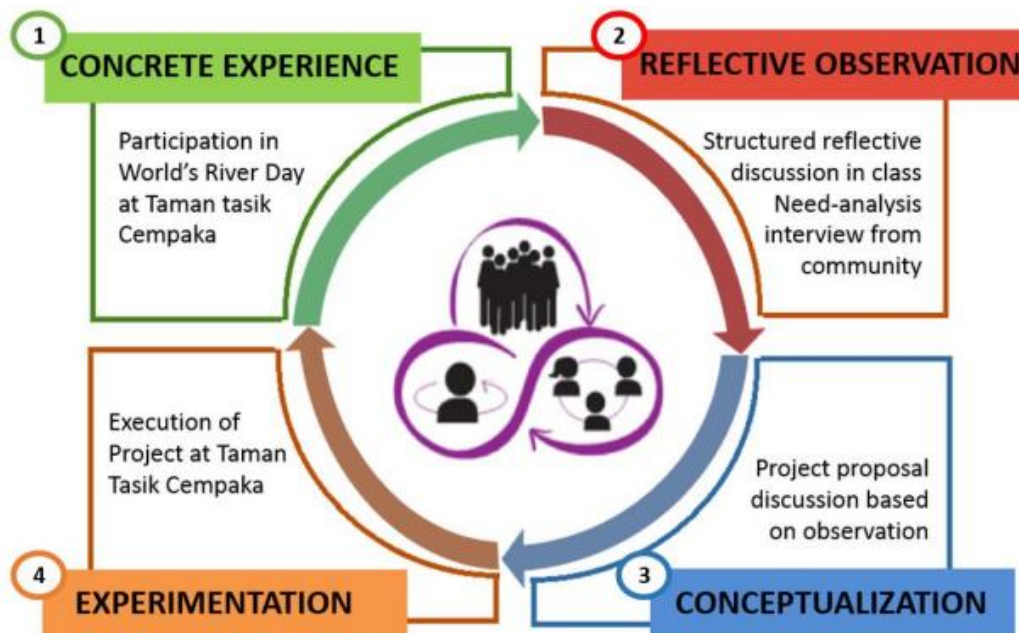 1
CONCRETE EXPERIENCE
Participation in
World's River Day
at Taman tasik
Cempaka
2
REFLECTIVE OBSERVATION
Structured reflective
discussion in class
Need-analysis
interview from
community
3
CONCEPTUALIZATION
Project proposal
discussion based
on observation
4
EXPERIMENTATION
Execution of
Project at Taman
Tasik Cempaka